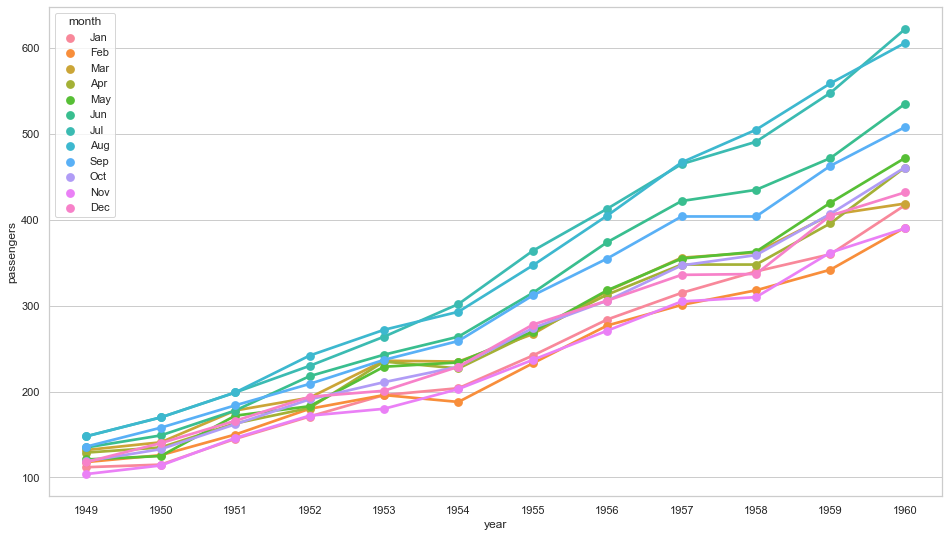 month
Jan
Feb
Mar
Apr
May
Jun
Jul
Aug
Sep
Oct
Nov
Dec
passengers
600
500
400
300
200
100
1949 1950 1951 1952 1953 1954 1955 1956 1957 1958 1959 1960
year